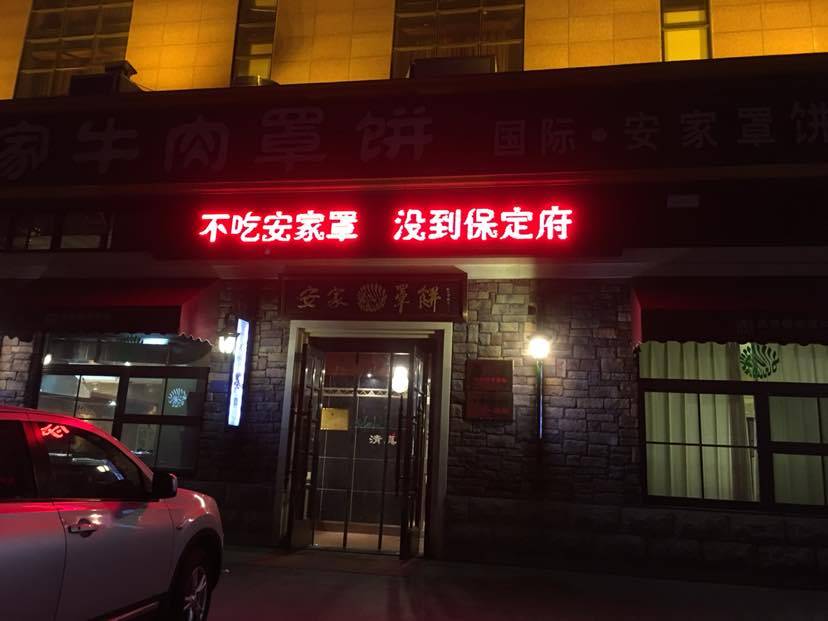 家牛肉罩饼 国际·安家罩饼
不吃安家罩 没到保定府
安家 罩餅
清真